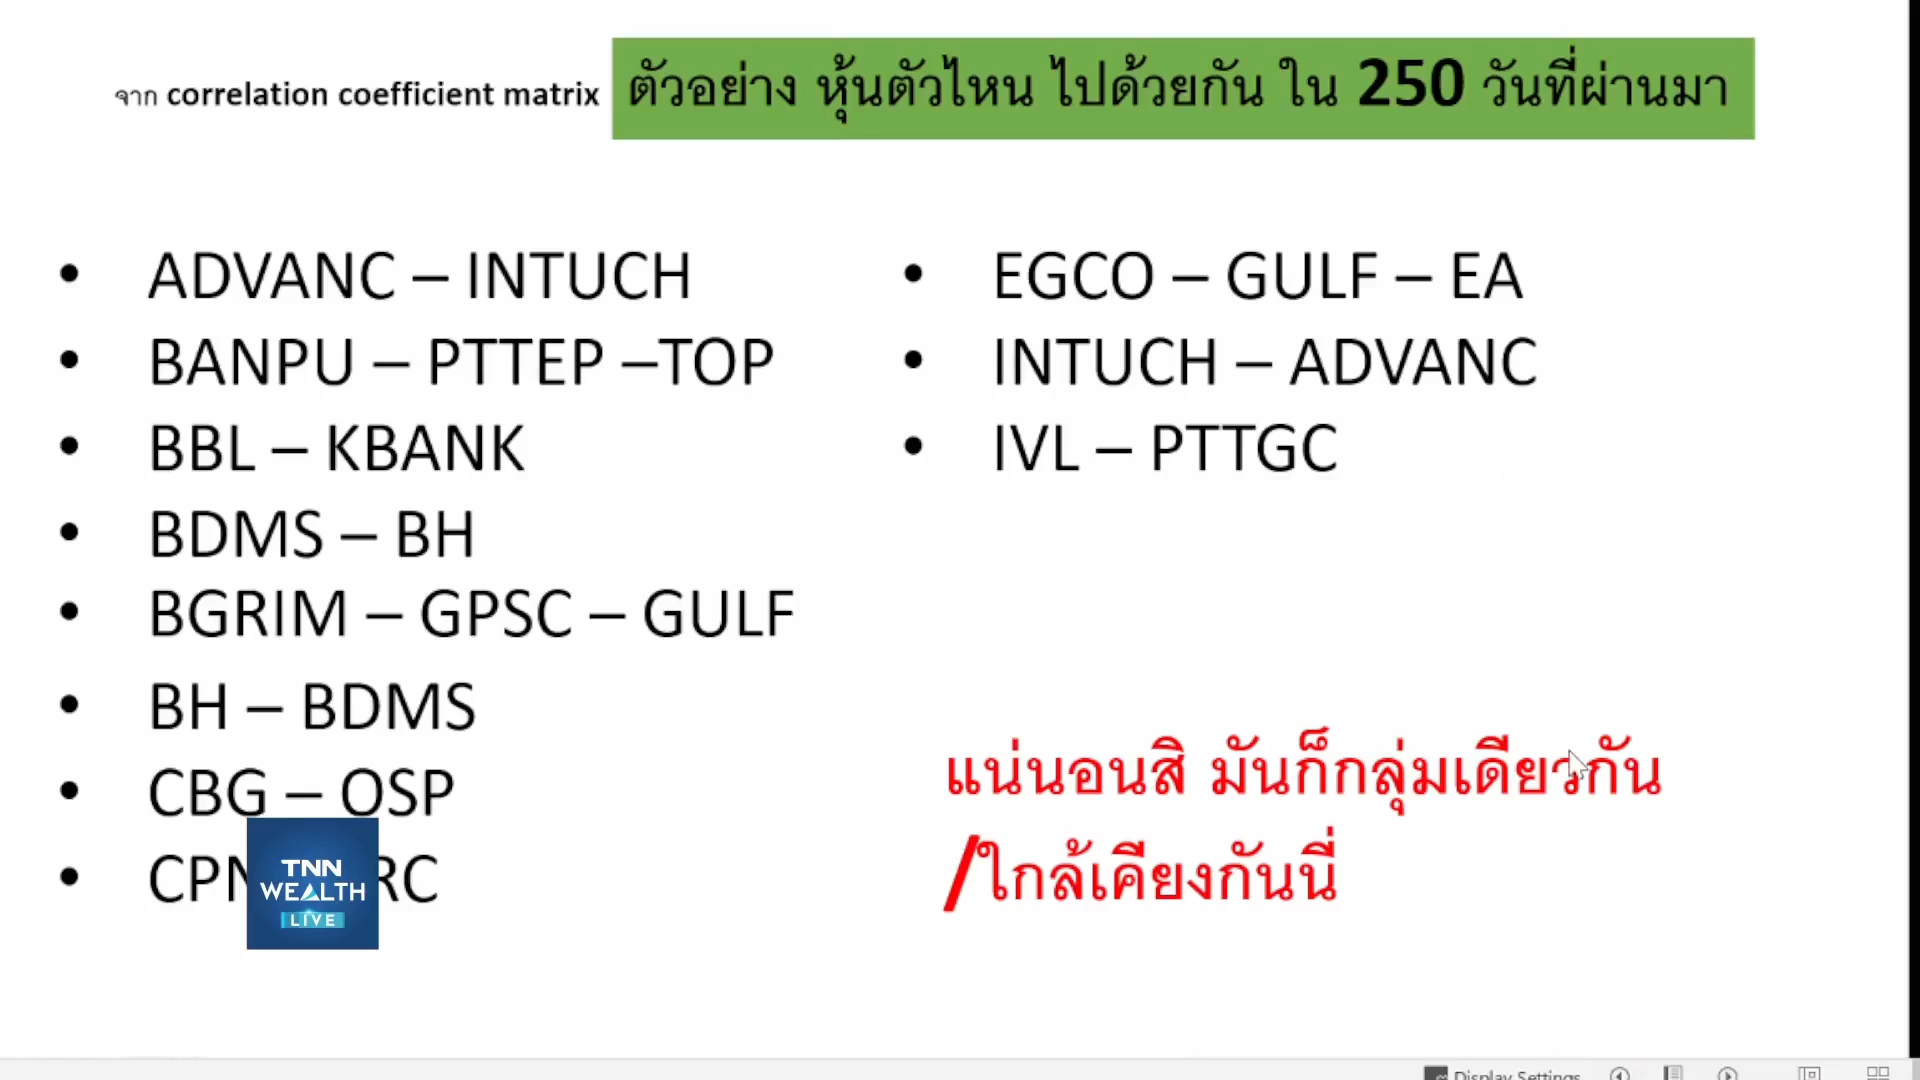 จาก correlation coefficient matrix ตัวอย่าง หุ้นตัวไหน ไปด้วยกัน ใน 250 วันที่ผ่านมา
• ADVANC – INTUCH
• BANPU – PTTEP –TOP
• BBL – KBANK
• BDMS – BH
• BGRIM – GPSC – GULF
• BH – BDMS
• CBG – OSP
• EGCO – GULF – EA
• INTUCH – ADVANC
• IVL – PTTGC
แน่นอนสิ มันก็กลุ่มเดียวกัน
/ใกล้เคียงกันนี่
TNN
WEALTH
LIVE
Display Settings